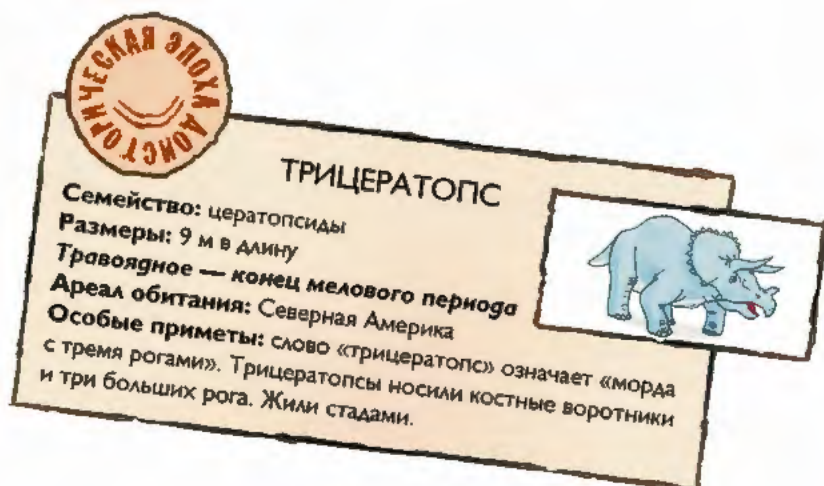 ДОИСТОРИЧЕСКАЯ ЭПОХА
ТРИЦЕРАТОПС
Семейство: цератопсиды
Размеры: 9 м в длину
Травоядное — конец мелового периода
Ареал обитания: Северная Америка
Особые приметы: слово «трицератопс» означает «морда
с тремя рогами». Трицератопсы носили костные воротники
и три больших рога. Жили стадами.